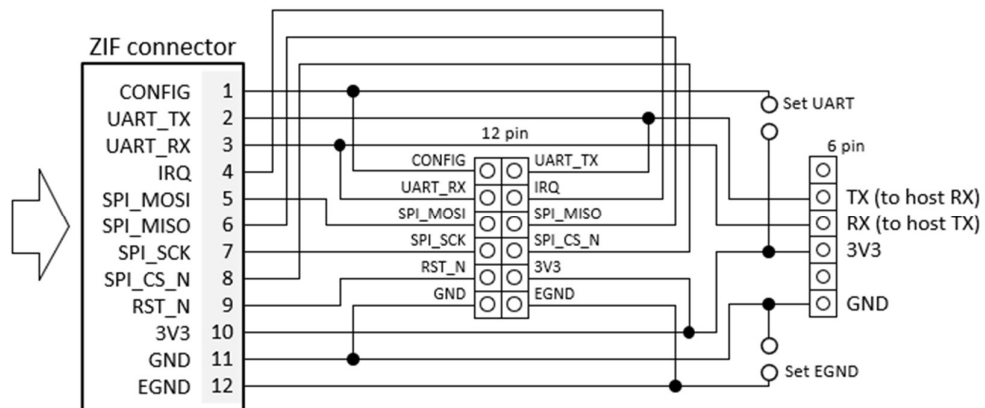 ZIF connector
CONFIG 1
UART_TX 2
UART_RX 3
IRQ 4
SPI_MOSI 5
SPI_MISO 6
SPI_SCK 7
SPI_CS_N 8
RST_N 9
3V3 10
GND 11
EGND 12
12 pin
CONFIG UART_TX
UART_RX IRQ
SPI_MOSI SPI_MISO
SPI_SCK SPI_CS_N
RST_N 3V3
GND EGND
Set UART
6 pin
TX (to host RX)
RX (to host TX)
3V3
GND
Set EGND